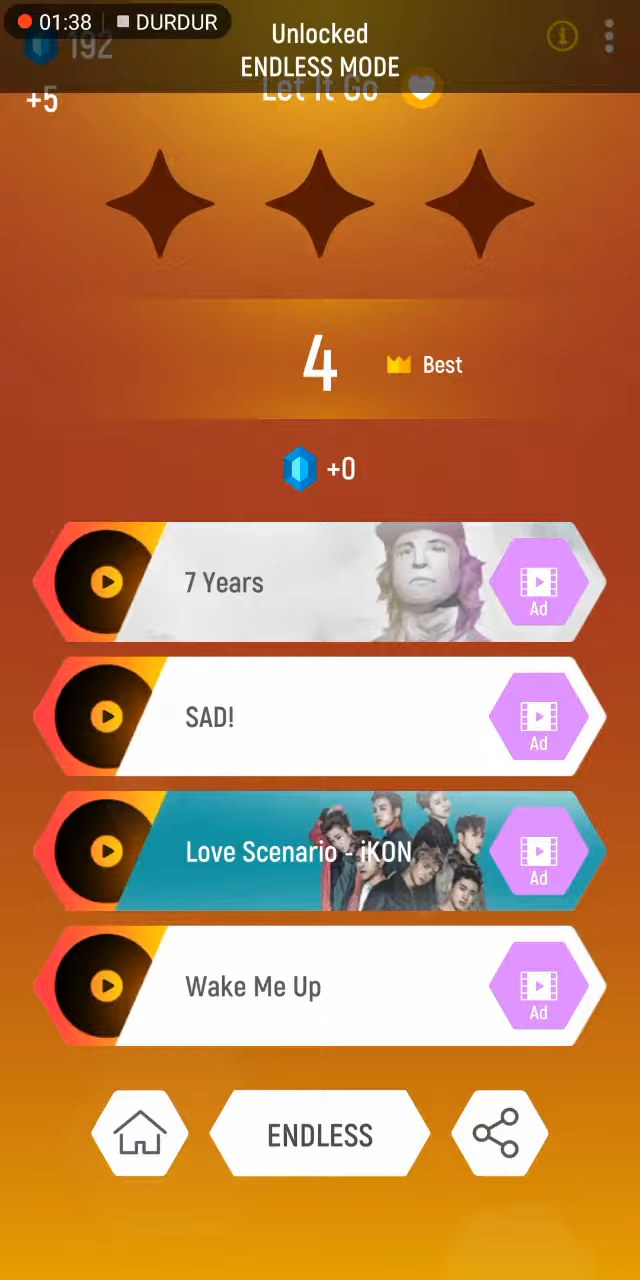 01:38 DURDUR
192
Unlocked
ENDLESS MODE
+5
Let It Go
4
Best
+0
7 Years
Ad
SAD!
Ad
Love Scenario - iKON
Ad
Wake Me Up
Ad
ENDLESS